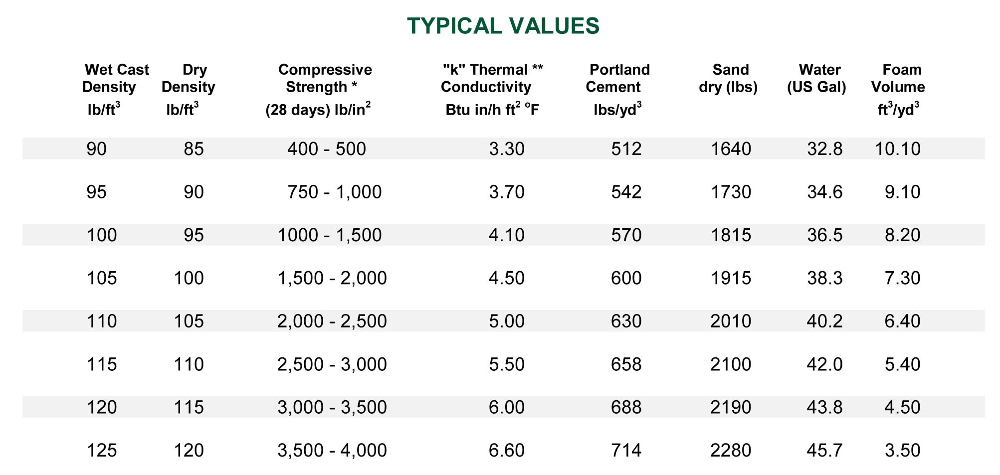 TYPICAL VALUES
Wet Cast Dry Compressive "k" Thermal ** Portland Sand Water Foam
Density Density Strength * Conductivity Cement dry (lbs) (US Gal) Volume
lb/ft³ lb/ft³ (28 days) lb/in² Btu in/h ft² ºF lbs/yd³ ft³/yd³
90 85 400 - 500 3.30 512 1640 32.8 10.10
95 90 750 - 1,000 3.70 542 1730 34.6 9.10
100 95 1000 - 1,500 4.10 570 1815 36.5 8.20
105 100 1,500 - 2,000 4.50 600 1915 38.3 7.30
110 105 2,000 - 2,500 5.00 630 2010 40.2 6.40
115 110 2,500 - 3,000 5.50 658 2100 42.0 5.40
120 115 3,000 - 3,500 6.00 688 2190 43.8 4.50
125 120 3,500 - 4,000 6.60 714 2280 45.7 3.50